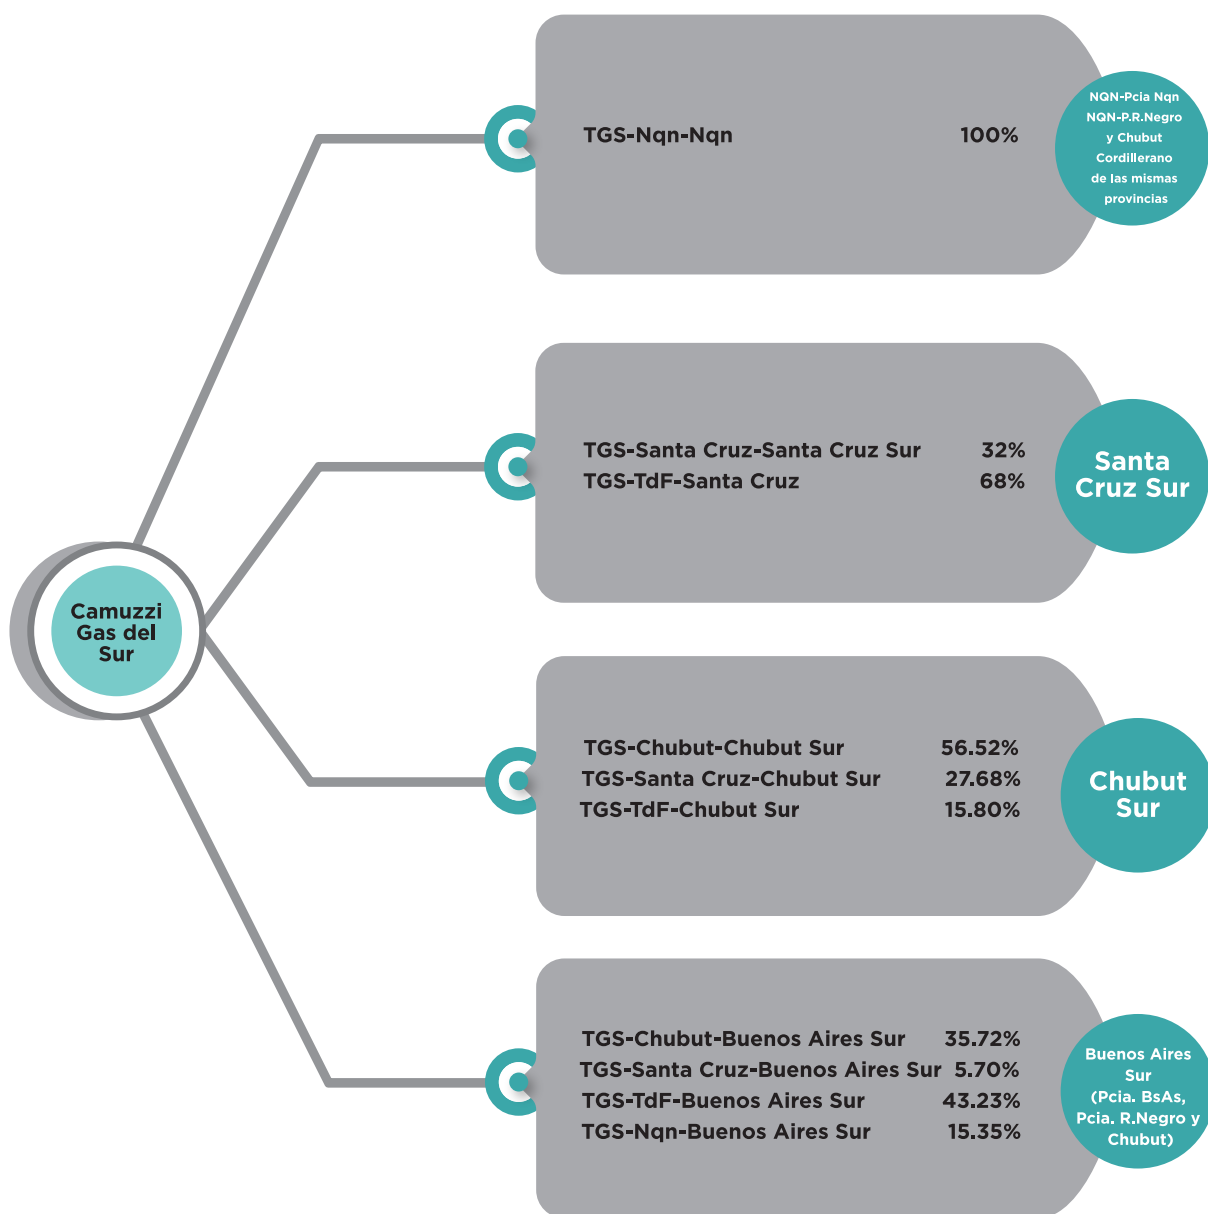 TGS-Nqn-Nqn 100%
NQN-Pcia Nqn
NQN-P.R.Negro
y Chubut
Cordillerano
de las mismas
provincias
TGS-Santa Cruz-Santa Cruz Sur 32%
TGS-TdF-Santa Cruz 68%
Santa
Cruz Sur
Camuzzi
Gas del
Sur
TGS-Chubut-Chubut Sur 56.52%
TGS-Santa Cruz-Chubut Sur 27.68%
TGS-TdF-Chubut Sur 15.80%
Chubut
Sur
TGS-Chubut-Buenos Aires Sur 35.72%
TGS-Santa Cruz-Buenos Aires Sur 5.70%
TGS-TdF-Buenos Aires Sur 43.23%
TGS-Nqn-Buenos Aires Sur 15.35%
Buenos Aires
Sur
(Pcia. BsAs,
Pcia. R.Negro y
Chubut)